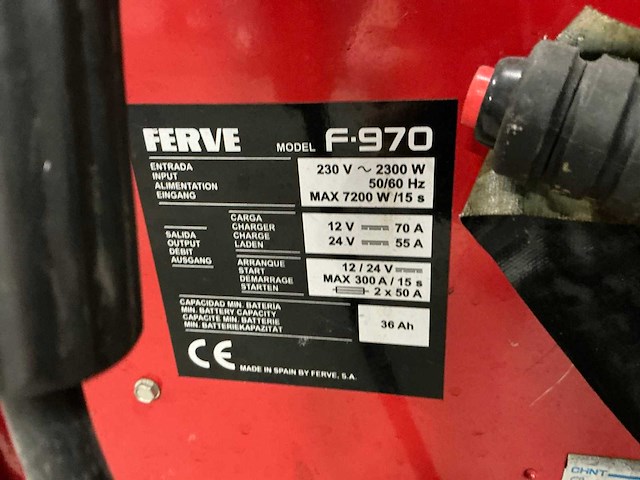 FERVE MODEL F-970
ENTRADA
INPUT
ALIMENTATION
EINGANG
230 V ~ 2300 W
50/60 Hz
MAX 7200 W /15 s
SALIDA
OUTPUT
DEBIT
AUSGANG
CARGA
CHARGER
CHARGE
LADEN
12 V 70 A
24 V 55 A
ARRANQUE
START
DEMARRAGE
STARTEN
12 / 24 V
MAX 300 A / 15 s
2 x 50 A
CAPACIDAD MIN. BATERIA
MIN. BATTERY CAPACITY
CAPACITE MIN. BATTERIE
MIN. BATTERIEKAPAZITAT
36 Ah
CE
MADE IN SPAIN BY FERVE, S.A.
CHNT